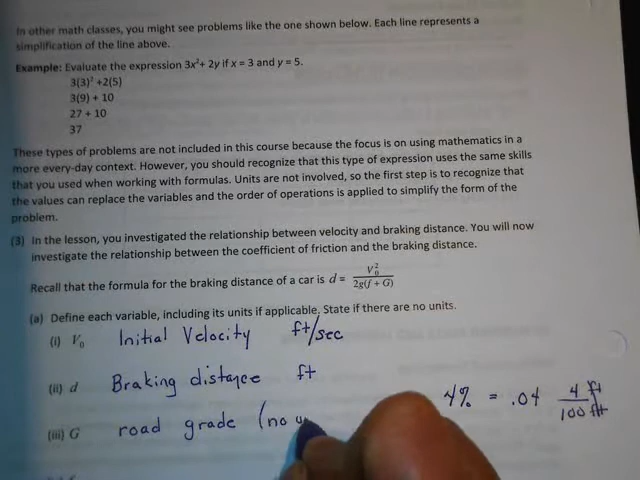 In other math classes, you might see problems like the one shown below. Each line represents a
simplification of the line above.
Example: Evaluate the expression 3x²+ 2y if x = 3 and y = 5.
3(3)² +2(5)
3(9) + 10
27 + 10
37
These types of problems are not included in this course because the focus is on using mathematics in a
more every-day context. However, you should recognize that this type of expression uses the same skills
that you used when working with formulas. Units are not involved, so the first step is to recognize that
the values can replace the variables and the order of operations is applied to simplify the form of the
problem.
(3) In the lesson, you investigated the relationship between velocity and braking distance. You will now
investigate the relationship between the coefficient of friction and the braking distance.
Recall that the formula for the braking distance of a car is d = V₀²/2g(f + G)
(a) Define each variable, including its units if applicable. State if there are no units.
(i) V₀ Initial Velocity ft/sec
(ii) d Braking distance ft
4% = .04 4 ft/100 ft
(iii) G road grade (no u